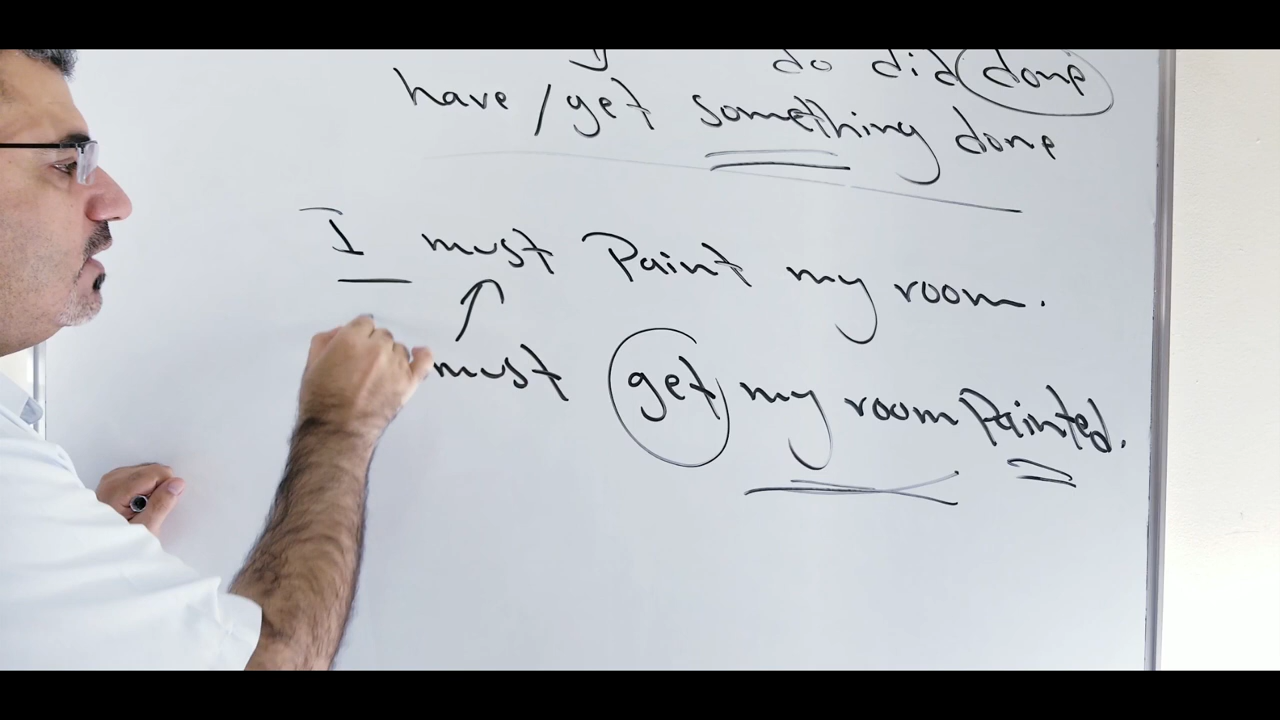 do did done
have / get something done
I must Paint my room.
must get my room Painted.